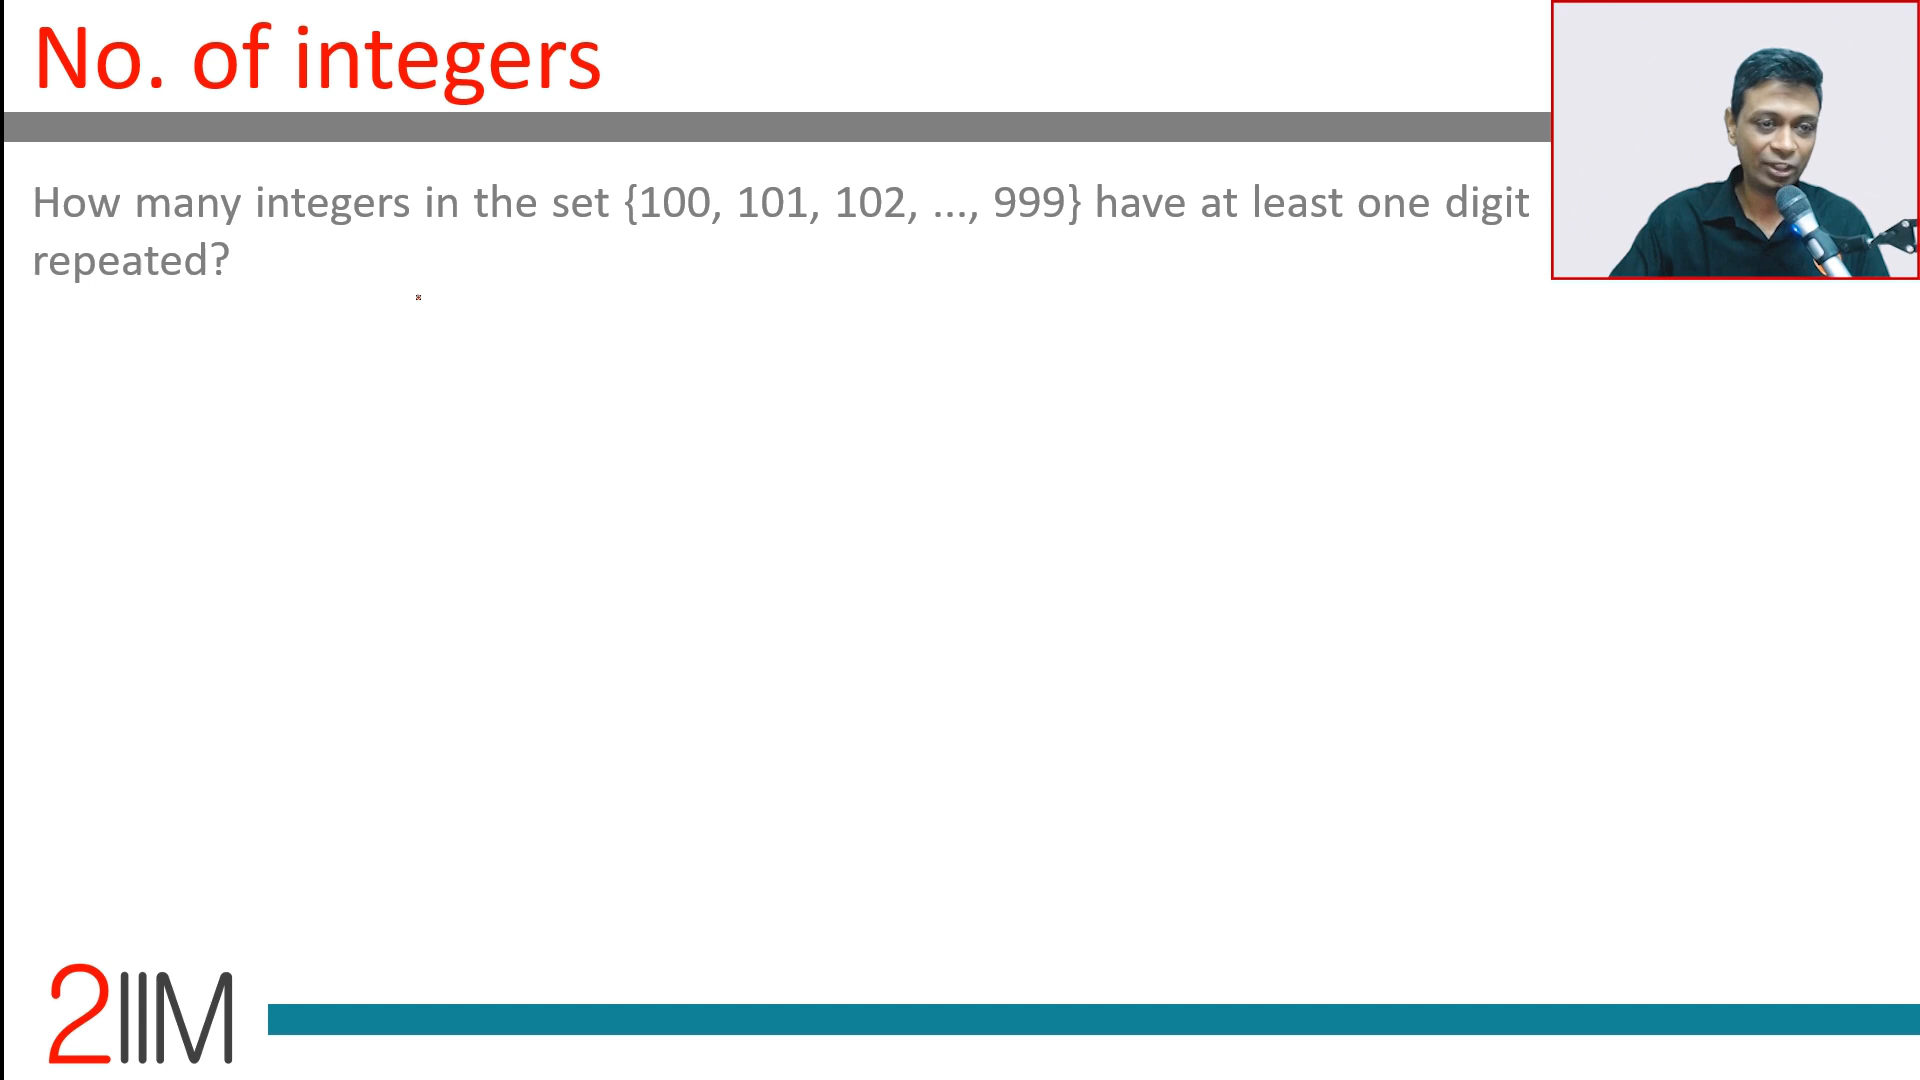 No. of integers
How many integers in the set {100, 101, 102, ..., 999} have at least one digit
repeated?
2IIM